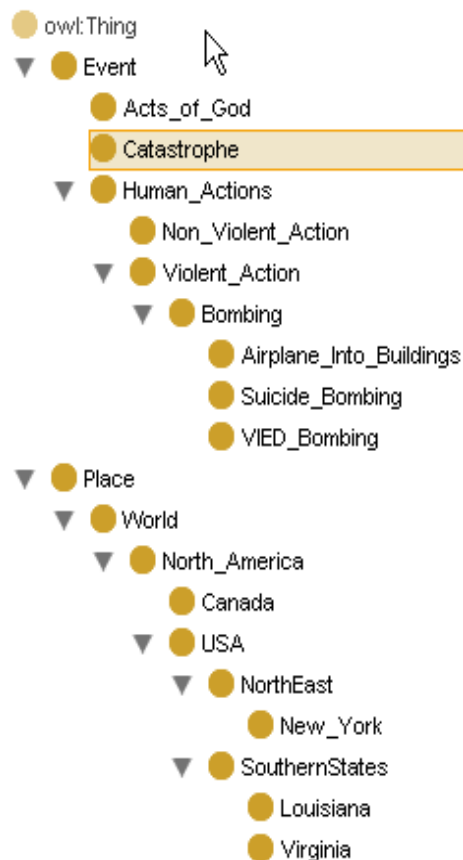 owl:Thing
Event
Acts_of_God
Catastrophe
Human_Actions
Non_Violent_Action
Violent_Action
Bombing
Airplane_Into_Buildings
Suicide_Bombing
VIED_Bombing
Place
World
North_America
Canada
USA
NorthEast
New_York
SouthernStates
Louisiana
Virginia